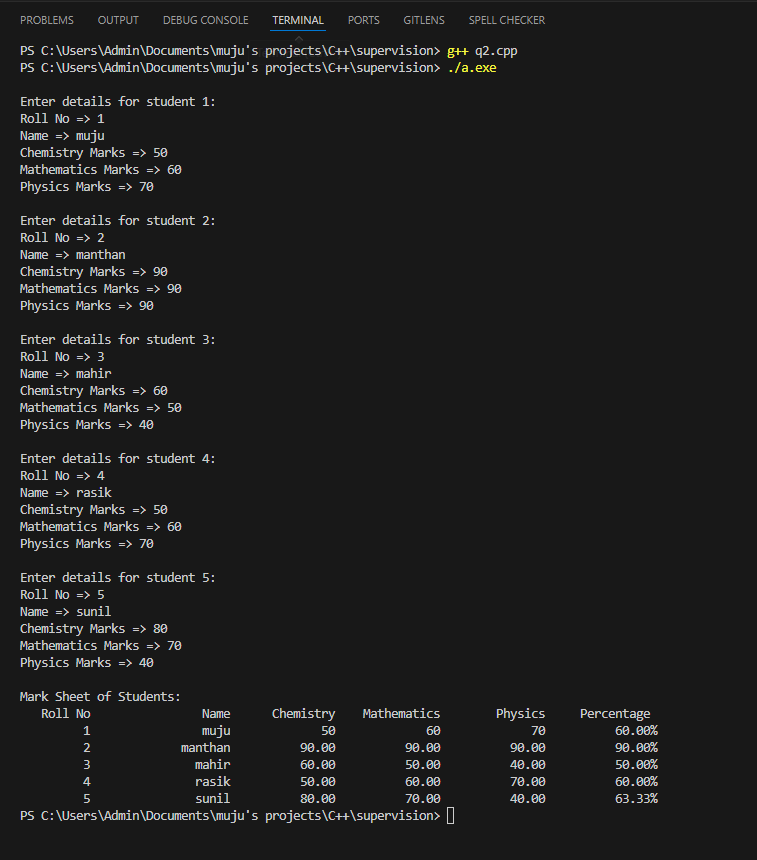 PROBLEMS OUTPUT DEBUG CONSOLE TERMINAL PORTS GITLENS SPELL CHECKER
PS C:\Users\Admin\Documents\muju's projects\C++\supervision> g++ q2.cpp
PS C:\Users\Admin\Documents\muju's projects\C++\supervision> ./a.exe
Enter details for student 1:
Roll No => 1
Name => muju
Chemistry Marks => 50
Mathematics Marks => 60
Physics Marks => 70
Enter details for student 2:
Roll No => 2
Name => manthan
Chemistry Marks => 90
Mathematics Marks => 90
Physics Marks => 90
Enter details for student 3:
Roll No => 3
Name => mahir
Chemistry Marks => 60
Mathematics Marks => 50
Physics Marks => 40
Enter details for student 4:
Roll No => 4
Name => rasik
Chemistry Marks => 50
Mathematics Marks => 60
Physics Marks => 70
Enter details for student 5:
Roll No => 5
Name => sunil
Chemistry Marks => 80
Mathematics Marks => 70
Physics Marks => 40
Mark Sheet of Students:
Roll No Name Chemistry Mathematics Physics Percentage
1 muju 50 60 70 60.00%
2 manthan 90.00 90.00 90.00 90.00%
3 mahir 60.00 50.00 40.00 50.00%
4 rasik 50.00 60.00 70.00 60.00%
5 sunil 80.00 70.00 40.00 63.33%
PS C:\Users\Admin\Documents\muju's projects\C++\supervision>